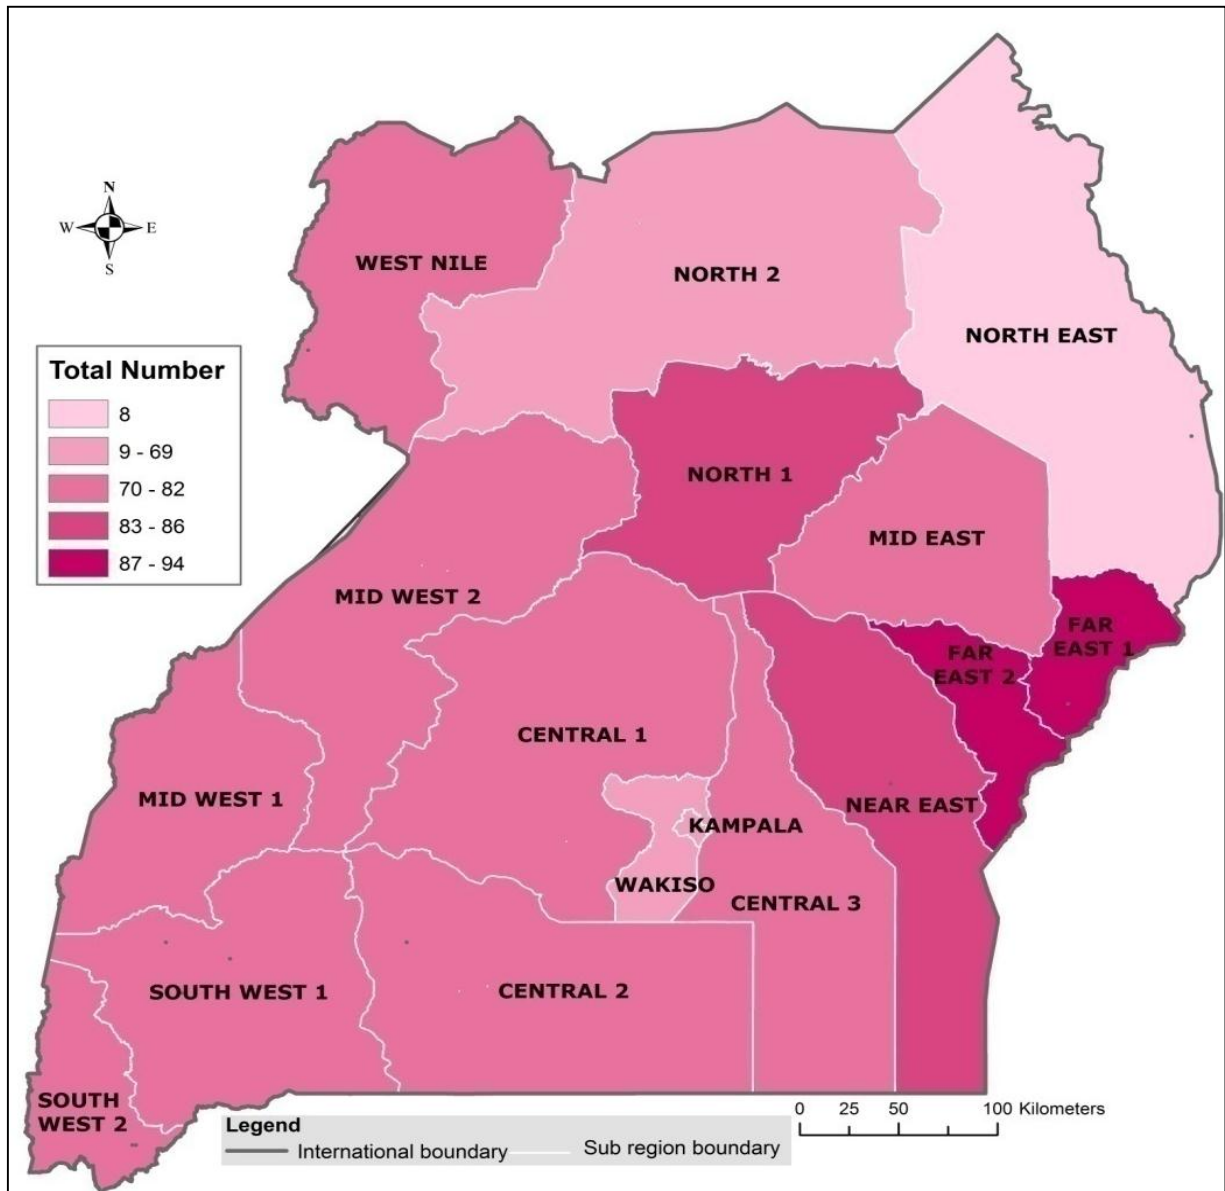 N
W E
S
WEST NILE
NORTH 2
NORTH EAST
Total Number
8
9 - 69
70 - 82
83 - 86
87 - 94
NORTH 1
MID EAST
MID WEST 2
FAR
EAST 1
FAR
EAST 2
CENTRAL 1
MID WEST 1
NEAR EAST
KAMPALA
WAKISO
CENTRAL 3
SOUTH WEST 1
CENTRAL 2
SOUTH
WEST 2
0 25 50 100 Kilometers
Legend
International boundary
Sub region boundary